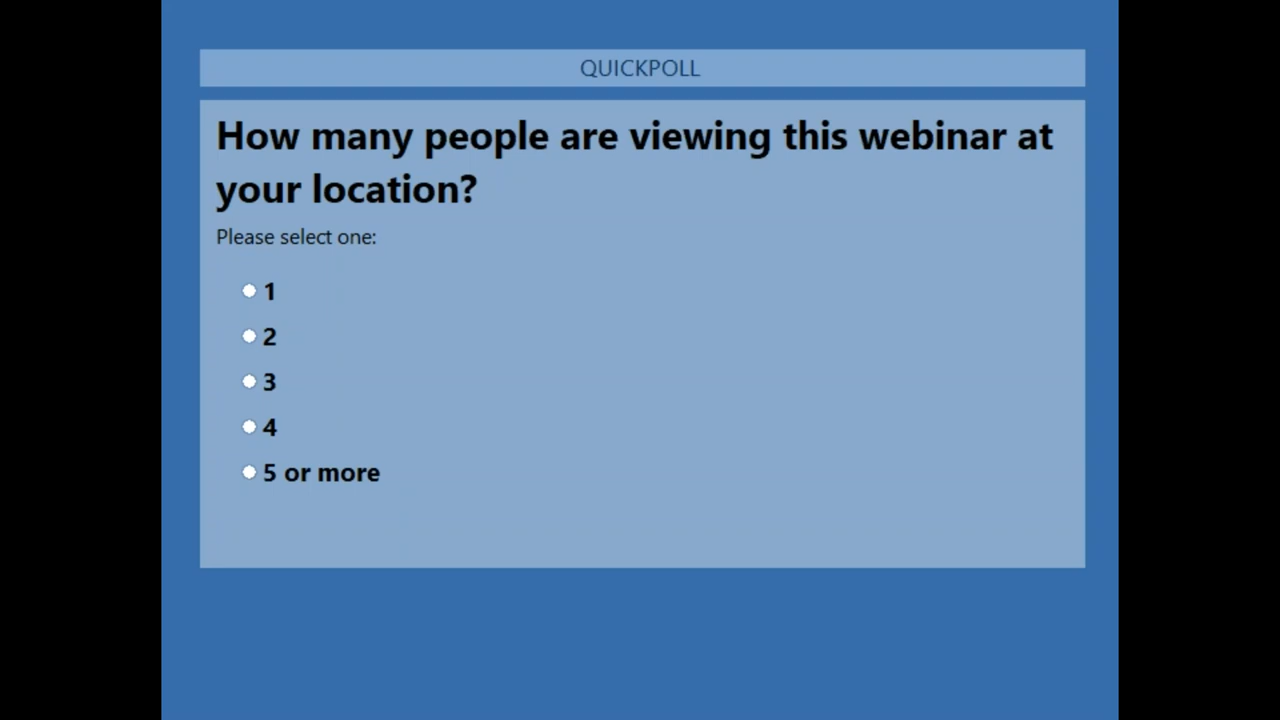 QUICKPOLL
How many people are viewing this webinar at
your location?
Please select one:
1
2
3
4
5 or more